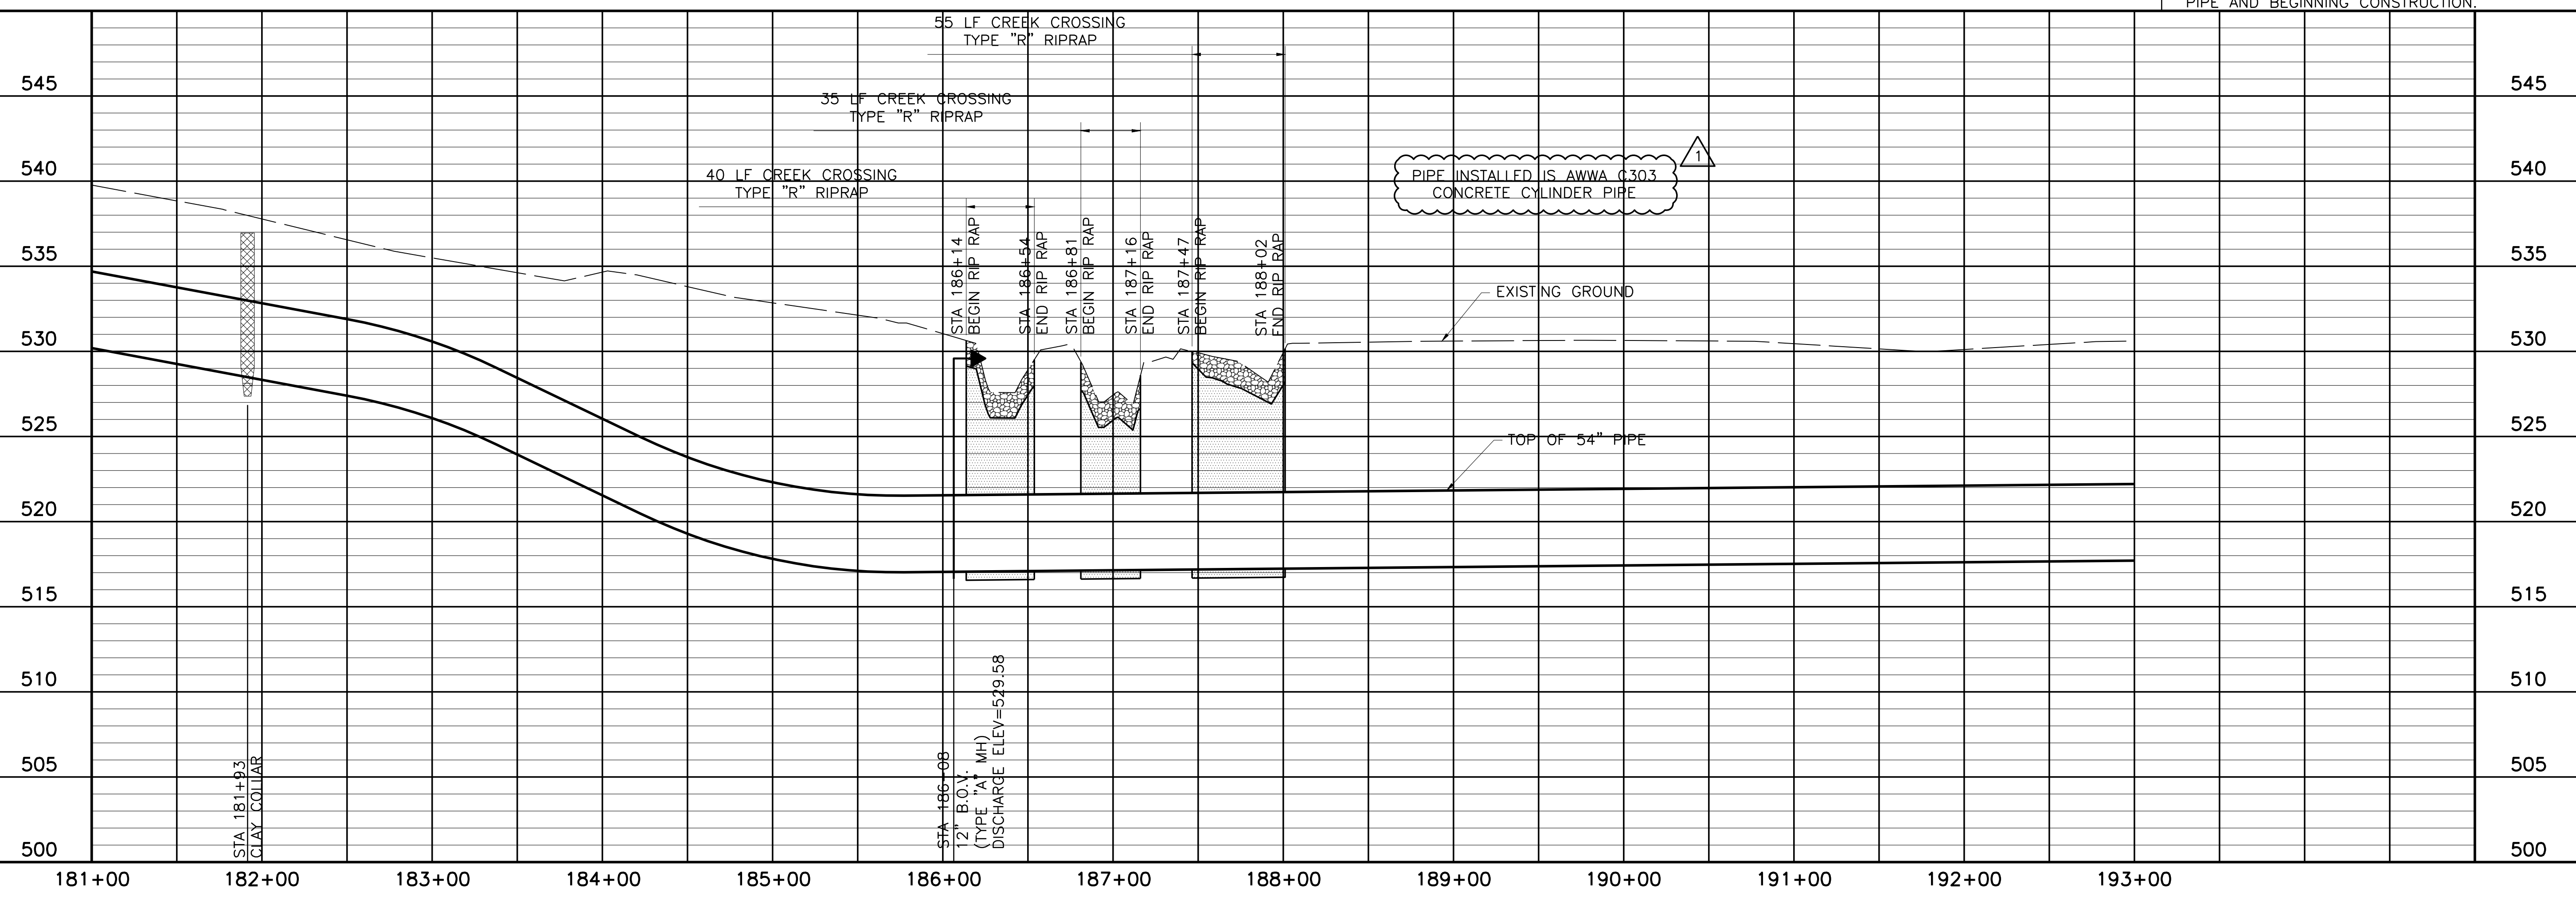 PIPE AND BEGINNING CONSTRUCTION.
55 LF CREEK CROSSING
TYPE "R" RIPRAP
545
545
35 LF CREEK CROSSING
TYPE "R" RIPRAP
540
540
40 LF CREEK CROSSING
TYPE "R" RIPRAP
PIPE INSTALLED IS AWWA C303
CONCRETE CYLINDER PIPE
1
535
535
STA 186+14
BEGIN RIP RAP
STA 186+54
END RIP RAP
STA 186+81
BEGIN RIP RAP
STA 187+16
END RIP RAP
STA 187+47
BEGIN RIP RAP
STA 188+02
END RIP RAP
EXISTING GROUND
530
530
525
525
TOP OF 54" PIPE
520
520
515
515
510
510
505
505
STA 181+93
CLAY COLLAR
STA 186+08
12" B.O.V.
(TYPE "A" MH)
DISCHARGE ELEV=529.58
500
500
181+00 182+00 183+00 184+00 185+00 186+00 187+00 188+00 189+00 190+00 191+00 192+00 193+00